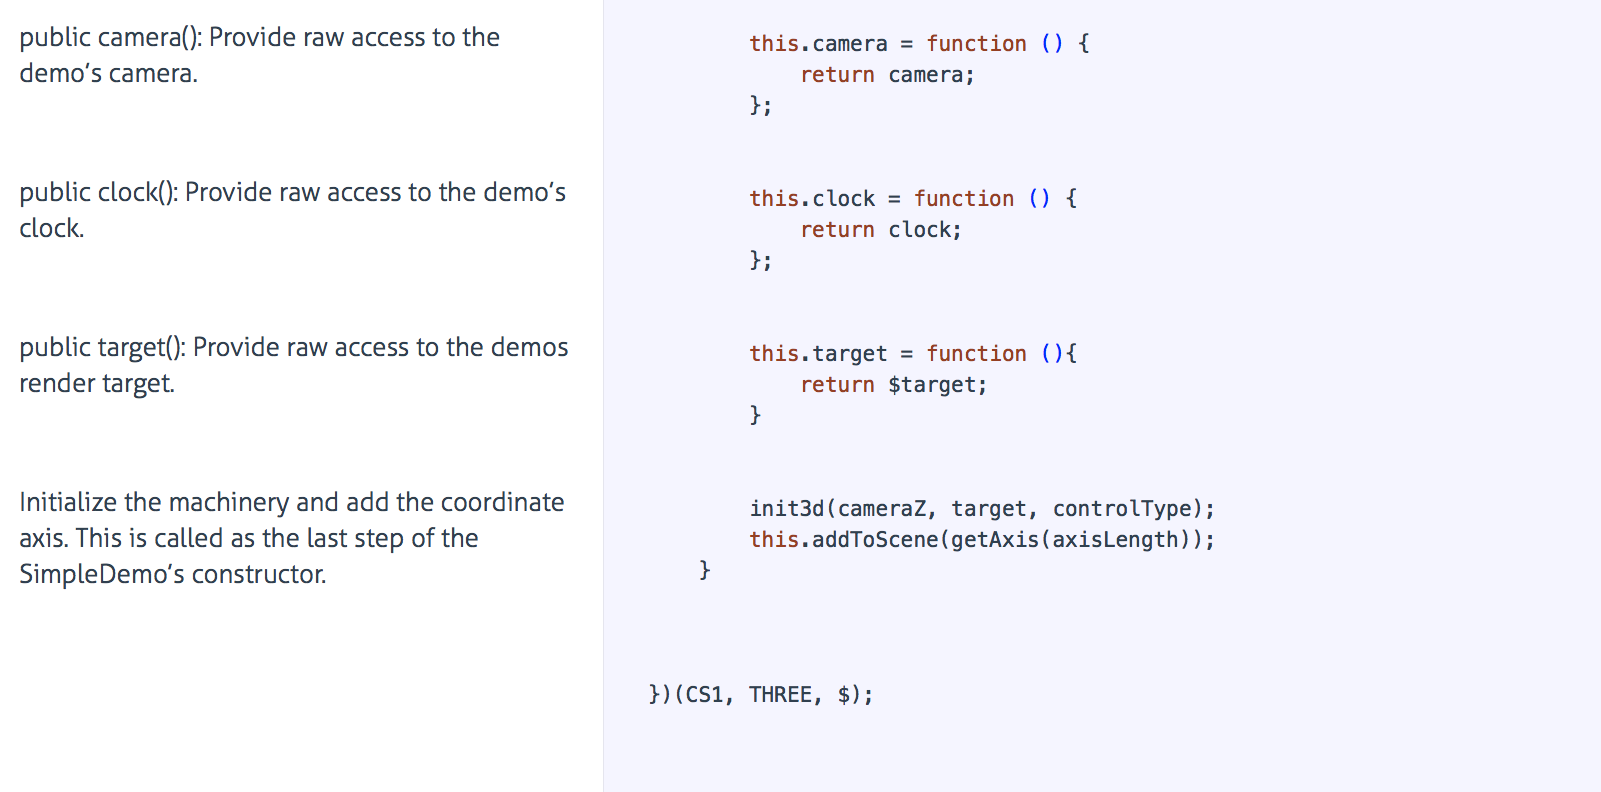 public camera(): Provide raw access to the
demo’s camera.
this.camera = function () {
return camera;
};
public clock(): Provide raw access to the demo’s
clock.
this.clock = function () {
return clock;
};
public target(): Provide raw access to the demos
render target.
this.target = function (){
return $target;
}
Initialize the machinery and add the coordinate
axis. This is called as the last step of the
SimpleDemo’s constructor.
init3d(cameraZ, target, controlType);
this.addToScene(getAxis(axisLength));
}
})(CS1, THREE, $);